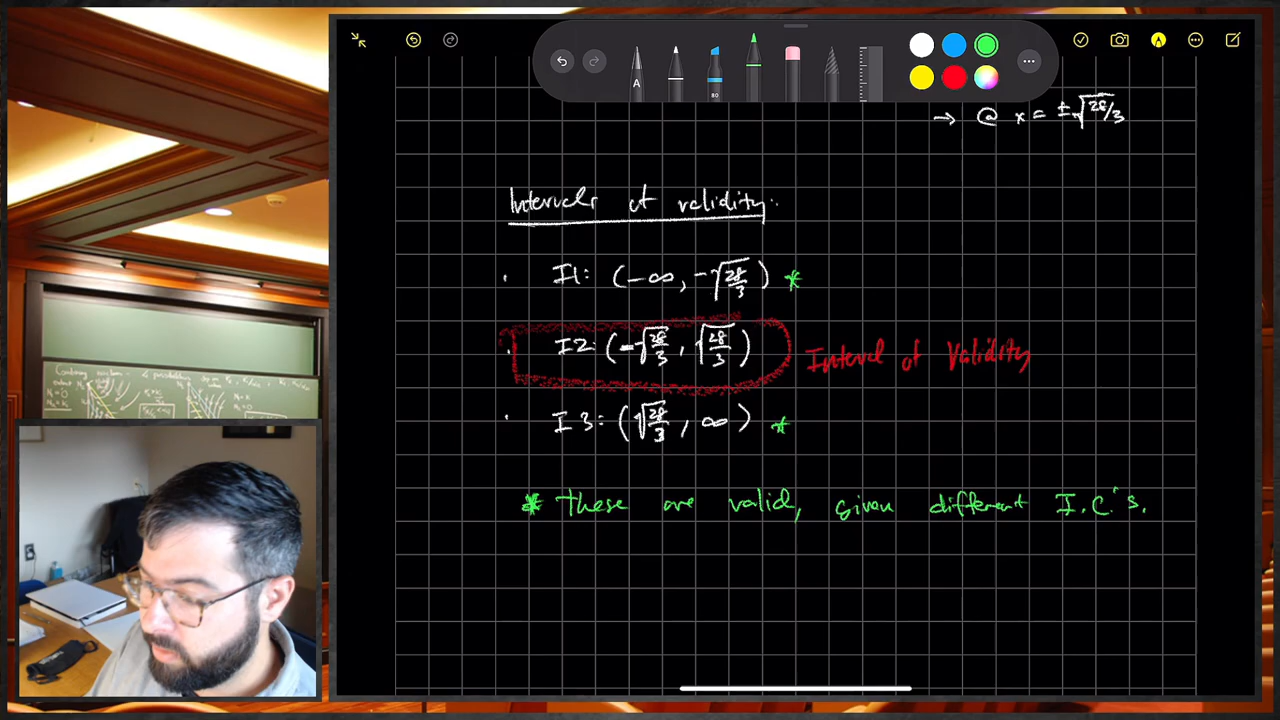 → @ x = ±√28/3
Intervals of validity:
· I1: (-∞, -√28/3) *
· I2: (-√28/3, √28/3) Interval of Validity
· I3: (√28/3, ∞) *
* These are valid, given different I.C.'s.
A
80